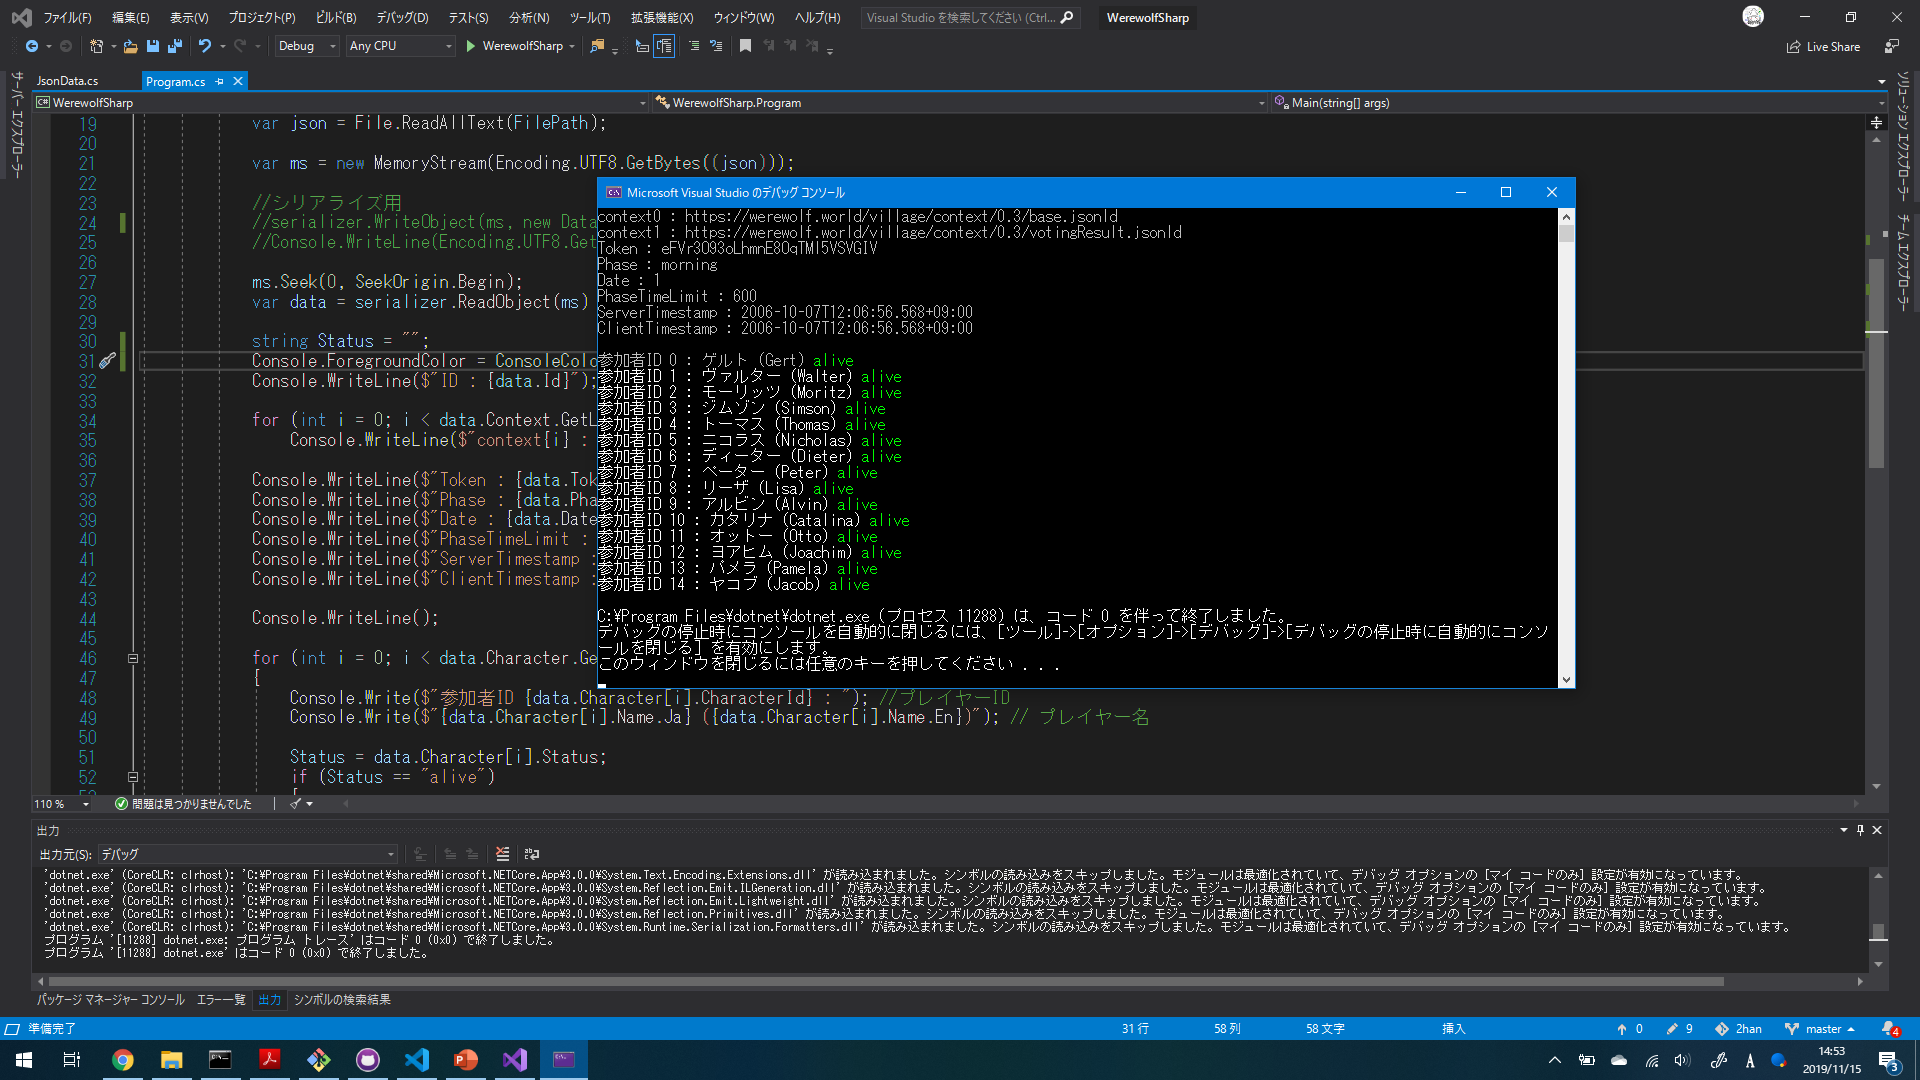 ファイル(F) 編集(E) 表示(V) プロジェクト(P) ビルド(B) デバッグ(D) テスト(S) 分析(N) ツール(T) 拡張機能(X) ウィンドウ(W) ヘルプ(H) Visual Studio を検索してください (Ctrl... WerewolfSharp
Debug Any CPU WerewolfSharp Live Share
サーバー エクスプローラー
JsonData.cs Program.cs
WerewolfSharp WerewolfSharp.Program Main(string[] args)
ソリューション エクスプローラー
チーム エクスプローラー
19 var json = File.ReadAllText(FilePath);
20
21 var ms = new MemoryStream(Encoding.UTF8.GetBytes((json)));
22
23 //シリアライズ用
24 //serializer.WriteObject(ms, new Data
25 //Console.WriteLine(Encoding.UTF8.Get
26
27 ms.Seek(0, SeekOrigin.Begin);
28 var data = serializer.ReadObject(ms)
29
30 string Status = "";
31 Console.ForegroundColor = ConsoleColo
32 Console.WriteLine($"ID : {data.Id}");
33
34 for (int i = 0; i < data.Context.GetL
35 Console.WriteLine($"context{i} :
36
37 Console.WriteLine($"Token : {data.Tok
38 Console.WriteLine($"Phase : {data.Pha
39 Console.WriteLine($"Date : {data.Date
40 Console.WriteLine($"PhaseTimeLimit :
41 Console.WriteLine($"ServerTimestamp :
42 Console.WriteLine($"ClientTimestamp :
43
44 Console.WriteLine();
45
46 for (int i = 0; i < data.Character.Ge
47 {
48 Console.Write($"参加者ID {data.Character[i].CharacterId} : "); //プレイヤーID
49 Console.Write($"{data.Character[i].Name.Ja} ({data.Character[i].Name.En})"); // プレイヤー名
50
51 Status = data.Character[i].Status;
52 if (Status == "alive")
Microsoft Visual Studio のデバッグ コンソール
context0 : https://werewolf.world/village/context/0.3/base.jsonld
context1 : https://werewolf.world/village/context/0.3/votingResult.jsonld
Token : eFVr3O93oLhmnE8OqTMl5VSVGIV
Phase : morning
Date : 1
PhaseTimeLimit : 600
ServerTimestamp : 2006-10-07T12:06:56.568+09:00
ClientTimestamp : 2006-10-07T12:06:56.568+09:00
参加者ID 0 : ゲルト (Gert) alive
参加者ID 1 : ヴァルター (Walter) alive
参加者ID 2 : モーリッツ (Moritz) alive
参加者ID 3 : ジムゾン (Simson) alive
参加者ID 4 : トーマス (Thomas) alive
参加者ID 5 : ニコラス (Nicholas) alive
参加者ID 6 : ディーター (Dieter) alive
参加者ID 7 : ペーター (Peter) alive
参加者ID 8 : リーザ (Lisa) alive
参加者ID 9 : アルビン (Alvin) alive
参加者ID 10 : カタリナ (Catalina) alive
参加者ID 11 : オットー (Otto) alive
参加者ID 12 : ヨアヒム (Joachim) alive
参加者ID 13 : パメラ (Pamela) alive
参加者ID 14 : ヤコブ (Jacob) alive
C:¥Program Files¥dotnet¥dotnet.exe (プロセス 11288) は、コード 0 を伴って終了しました。
デバッグの停止時にコンソールを自動的に閉じるには、[ツール]->[オプション]->[デバッグ]->[デバッグの停止時に自動的にコンソ
ールを閉じる] を有効にします。
このウィンドウを閉じるには任意のキーを押してください . . .
110 % 問題は見つかりませんでした
出力
出力元(S): デバッグ
'dotnet.exe' (CoreCLR: clrhost): 'C:¥Program Files¥dotnet¥shared¥Microsoft.NETCore.App¥3.0.0¥System.Text.Encoding.Extensions.dll' が読み込まれました。シンボルの読み込みをスキップしました。モジュールは最適化されていて、デバッグ オプションの [マイ コードのみ] 設定が有効になっています。
'dotnet.exe' (CoreCLR: clrhost): 'C:¥Program Files¥dotnet¥shared¥Microsoft.NETCore.App¥3.0.0¥System.Reflection.Emit.ILGeneration.dll' が読み込まれました。シンボルの読み込みをスキップしました。モジュールは最適化されていて、デバッグ オプションの [マイ コードのみ] 設定が有効になっています。
'dotnet.exe' (CoreCLR: clrhost): 'C:¥Program Files¥dotnet¥shared¥Microsoft.NETCore.App¥3.0.0¥System.Reflection.Emit.Lightweight.dll' が読み込まれました。シンボルの読み込みをスキップしました。モジュールは最適化されていて、デバッグ オプションの [マイ コードのみ] 設定が有効になっています。
'dotnet.exe' (CoreCLR: clrhost): 'C:¥Program Files¥dotnet¥shared¥Microsoft.NETCore.App¥3.0.0¥System.Reflection.Primitives.dll' が読み込まれました。シンボルの読み込みをスキップしました。モジュールは最適化されていて、デバッグ オプションの [マイ コードのみ] 設定が有効になっています。
'dotnet.exe' (CoreCLR: clrhost): 'C:¥Program Files¥dotnet¥shared¥Microsoft.NETCore.App¥3.0.0¥System.Runtime.Serialization.Formatters.dll' が読み込まれました。シンボルの読み込みをスキップしました。モジュールは最適化されていて、デバッグ オプションの [マイ コードのみ] 設定が有効になっています。
プログラム '[11288] dotnet.exe: プログラム トレース' はコード 0 (0x0) で終了しました。
プログラム '[11288] dotnet.exe' はコード 0 (0x0) で終了しました。
パッケージ マネージャー コンソール エラー一覧 出力 シンボルの検索結果
準備完了 31 行 58 列 58 文字 挿入 0 9 2han master 4
A 14:53
2019/11/15 3